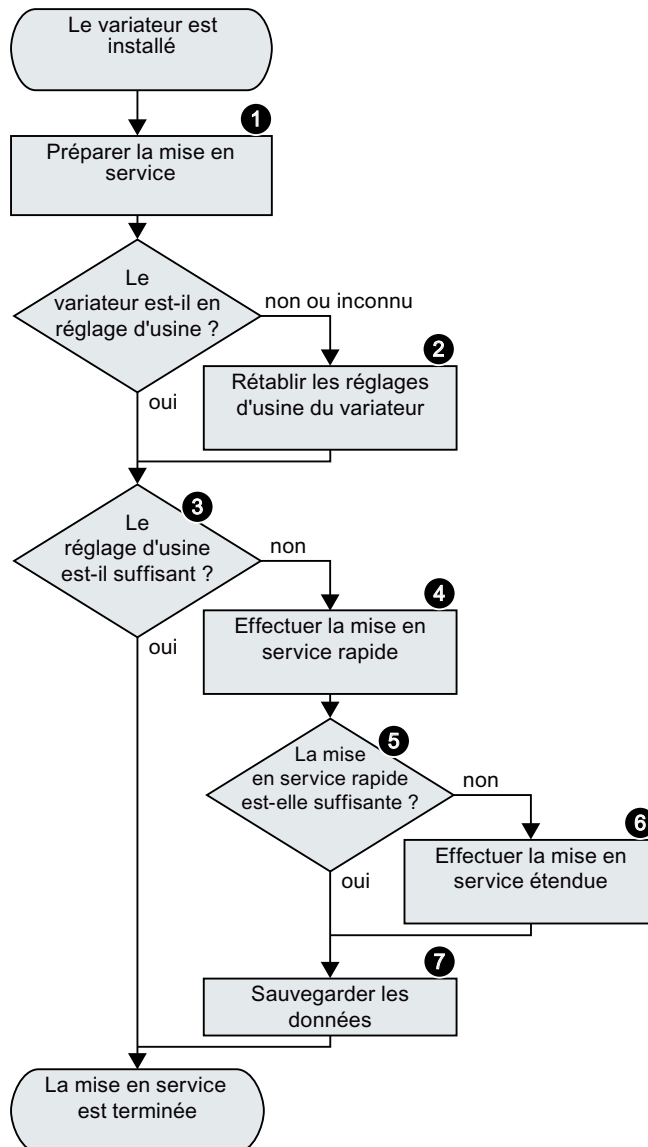 Le variateur est
installé
1
Préparer la mise en
service
Le
variateur est-il en
réglage d'usine ?
non ou inconnu
2
Rétablir les réglages
d'usine du variateur
oui
3
Le
réglage d'usine
est-il suffisant ?
non
4
Effectuer la mise en
service rapide
oui
5
La mise
en service rapide
est-elle suffisante ?
non
6
Effectuer la mise en
service étendue
oui
7
Sauvegarder les
données
La mise en service
est terminée